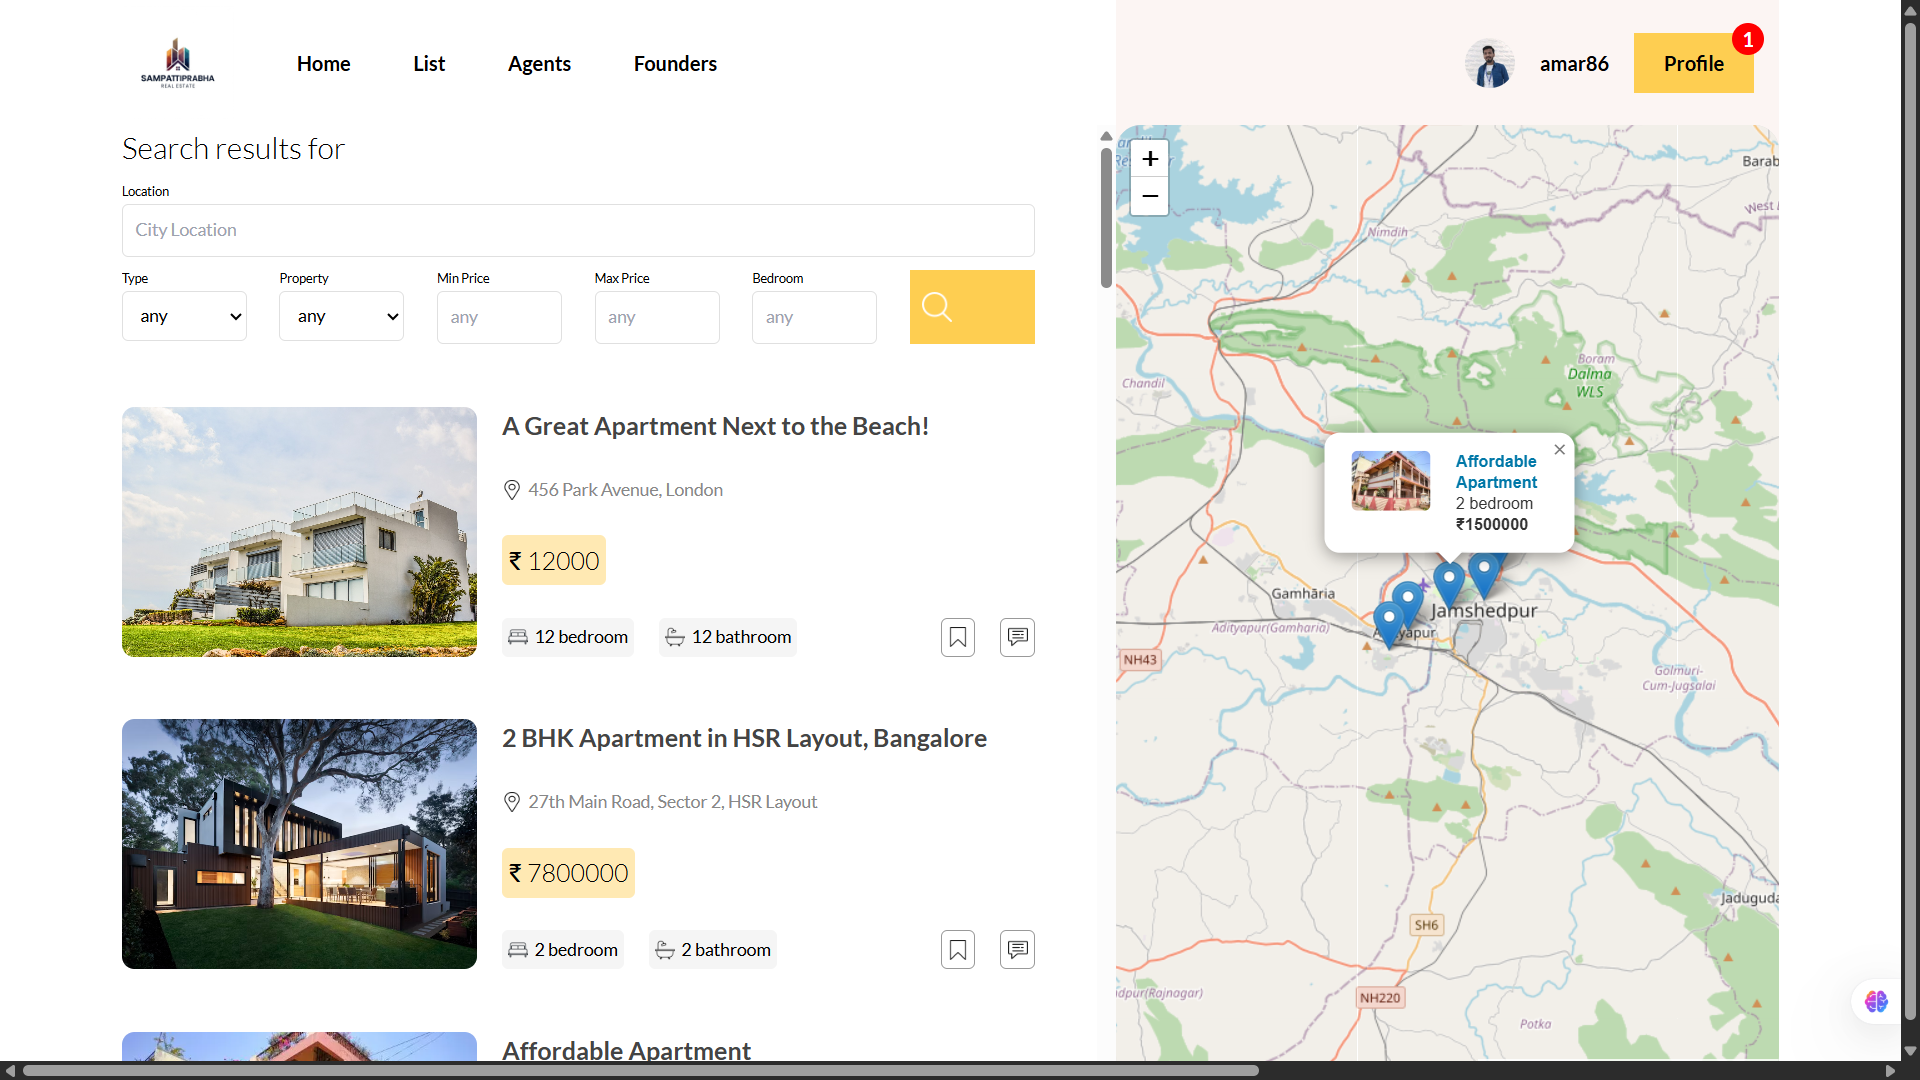 SAMPATTIPRABHA
REAL ESTATE
Home
List
Agents
Founders
amar86
Profile
1
Search results for
Location
City Location
Type
Property
Min Price
Max Price
Bedroom
any
any
any
any
any
A Great Apartment Next to the Beach!
456 Park Avenue, London
₹ 12000
12 bedroom
12 bathroom
2 BHK Apartment in HSR Layout, Bangalore
27th Main Road, Sector 2, HSR Layout
₹ 7800000
2 bedroom
2 bathroom
Affordable Apartment
+
−
Barab
West
Nimdih
Chandil
Boram
Dalma
WLS
Affordable
Apartment
2 bedroom
₹1500000
×
Gamhāria
Jamshedpur
Adityapur(Gamharia)
NH43
Golmuri-
Cum-Jugsalai
Jaduguda
SH6
NH220
dpur(Rajnagar)
Potka